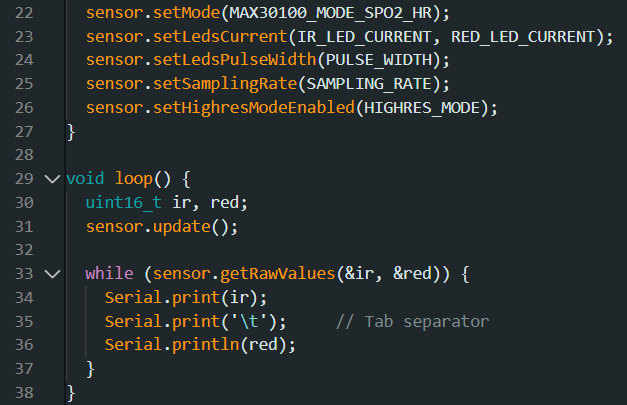 22 sensor.setMode(MAX30100_MODE_SPO2_HR);
23 sensor.setLedsCurrent(IR_LED_CURRENT, RED_LED_CURRENT);
24 sensor.setLedsPulseWidth(PULSE_WIDTH);
25 sensor.setSamplingRate(SAMPLING_RATE);
26 sensor.setHighresModeEnabled(HIGHRES_MODE);
27 }
28
29 void loop() {
30 uint16_t ir, red;
31 sensor.update();
32
33 while (sensor.getRawValues(&ir, &red)) {
34 Serial.print(ir);
35 Serial.print('\t'); // Tab separator
36 Serial.println(red);
37 }
38 }